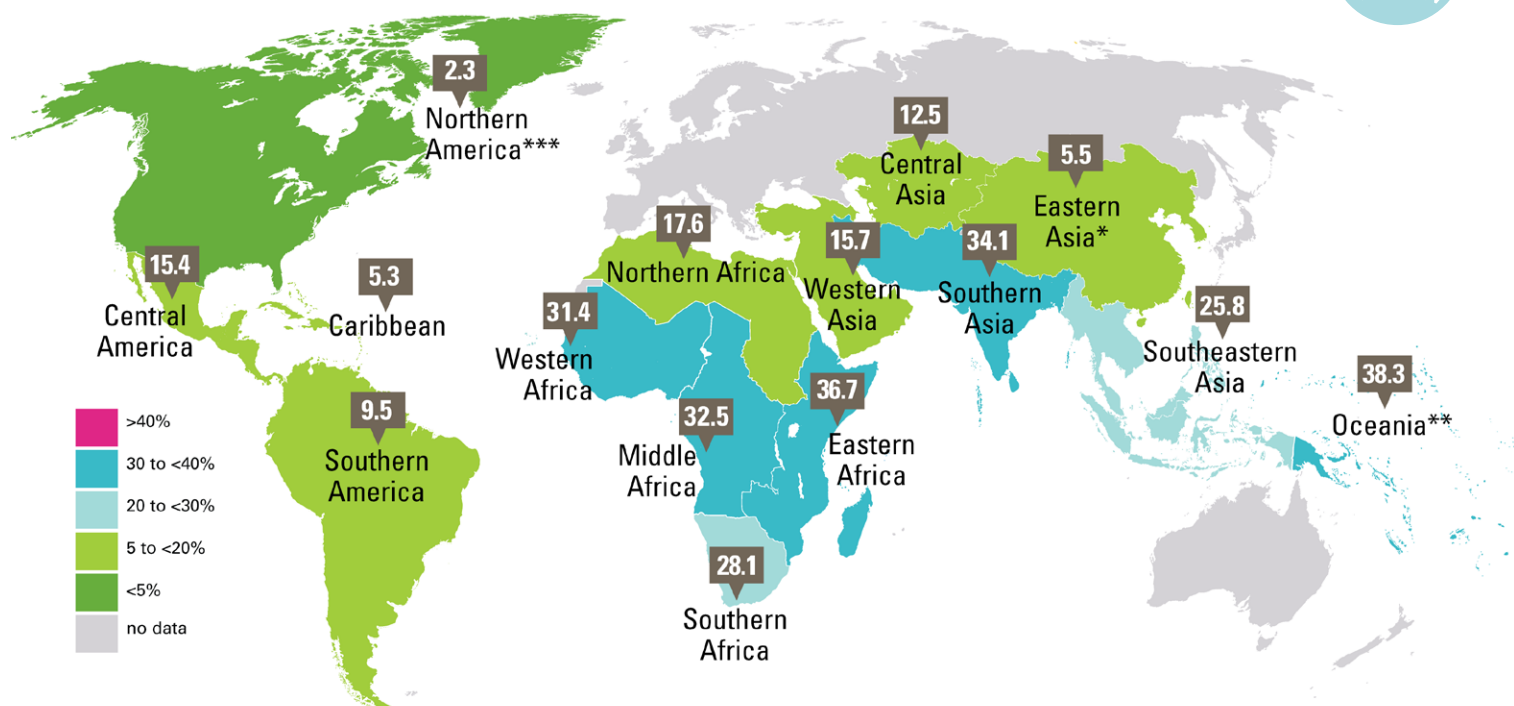 2.3
Northern
America***
12.5
Central
Asia
5.5
Eastern
Asia*
17.6
Northern Africa
15.7
Western
Asia
34.1
Southern
Asia
15.4
Central
America
5.3
Caribbean
31.4
Western
Africa
25.8
Southeastern
Asia
38.3
Oceania**
9.5
Southern
America
32.5
Middle
Africa
36.7
Eastern
Africa
28.1
Southern
Africa
>40%
30 to <40%
20 to <30%
5 to <20%
<5%
no data